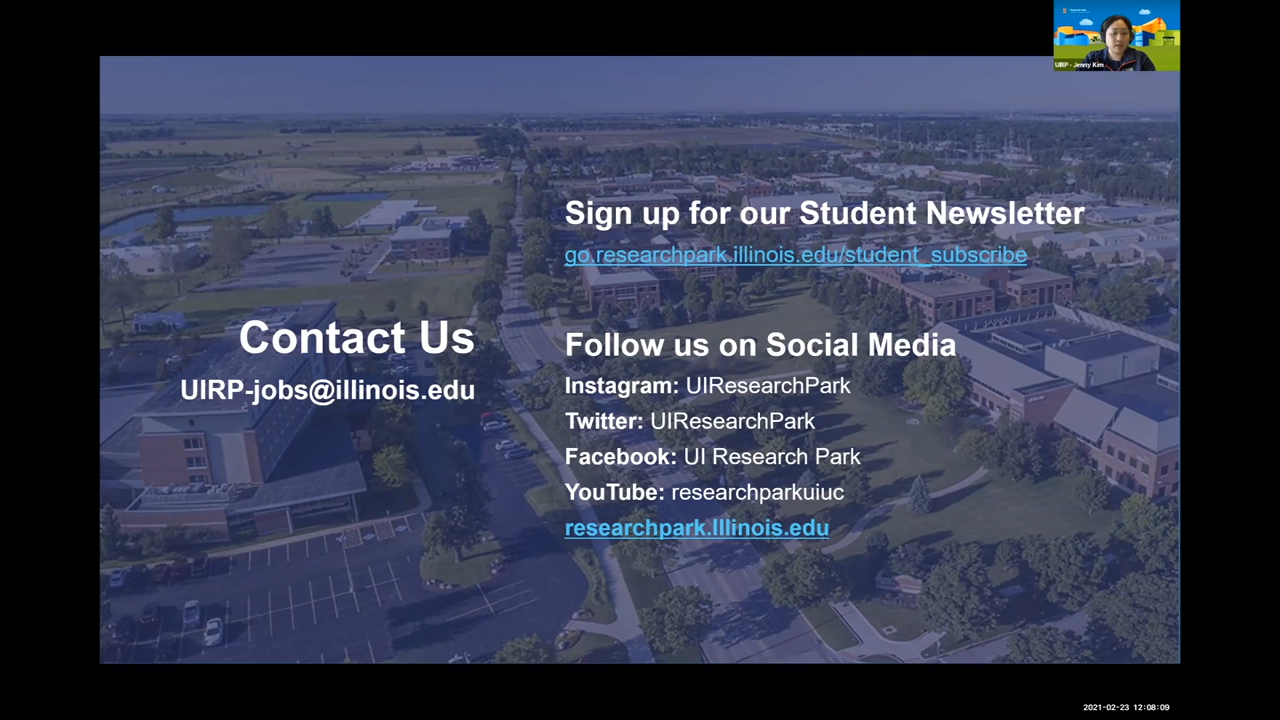 UIRP - Jenny Kim
Contact Us
UIRP-jobs@illinois.edu
Sign up for our Student Newsletter
go.researchpark.illinois.edu/student_subscribe
Follow us on Social Media
Instagram: UIResearchPark
Twitter: UIResearchPark
Facebook: UI Research Park
YouTube: researchparkuiuc
researchpark.Illinois.edu
2021-02-23 12:08:09